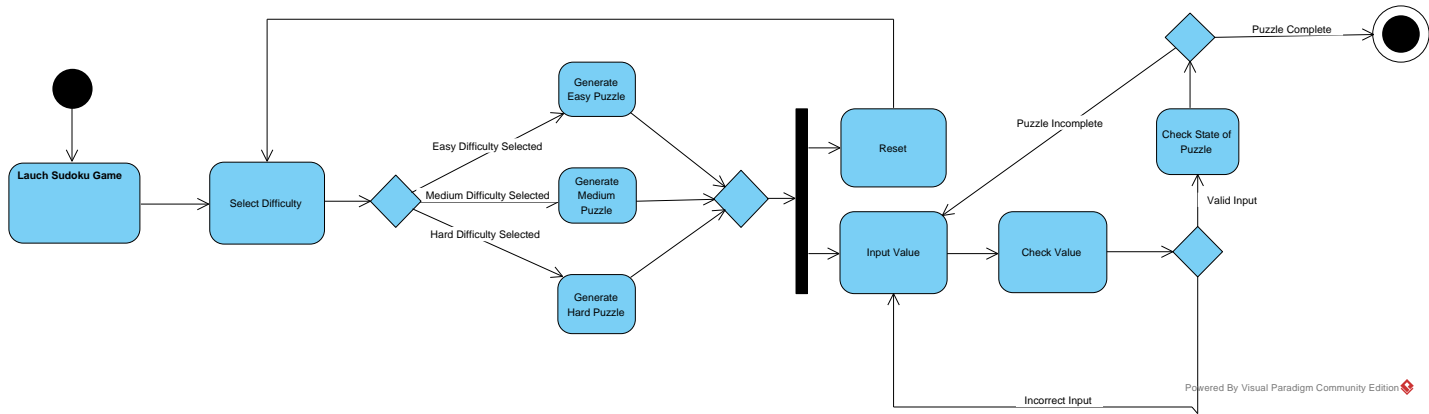 Lauch Sudoku Game
Select Difficulty
Easy Difficulty Selected
Medium Difficulty Selected
Hard Difficulty Selected
Generate
Easy Puzzle
Generate
Medium
Puzzle
Generate
Hard Puzzle
Reset
Input Value
Check Value
Incorrect Input
Valid Input
Check State of
Puzzle
Puzzle Incomplete
Puzzle Complete
Powered By Visual Paradigm Community Edition